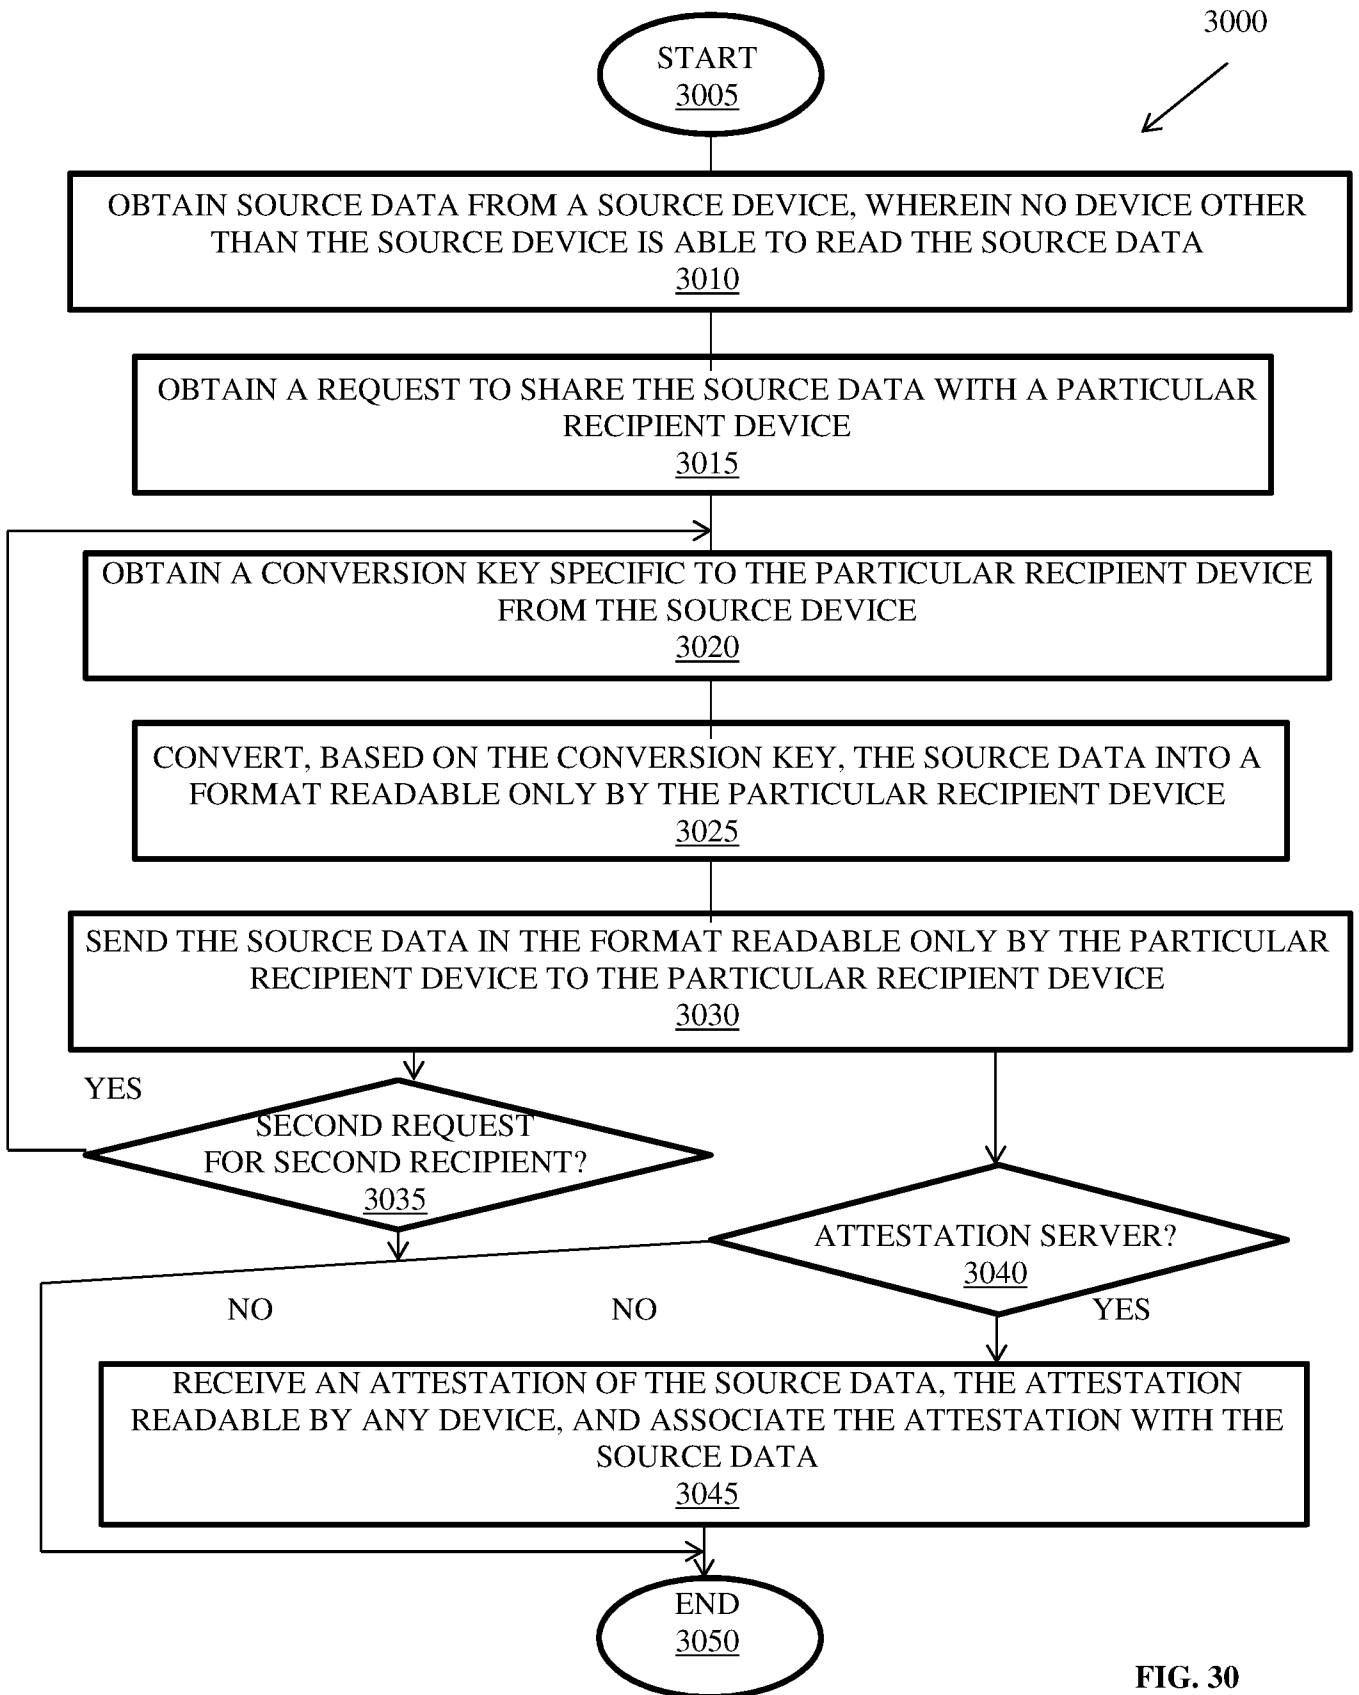 3000
START
3005
OBTAIN SOURCE DATA FROM A SOURCE DEVICE, WHEREIN NO DEVICE OTHER
THAN THE SOURCE DEVICE IS ABLE TO READ THE SOURCE DATA
3010
OBTAIN A REQUEST TO SHARE THE SOURCE DATA WITH A PARTICULAR
RECIPIENT DEVICE
3015
OBTAIN A CONVERSION KEY SPECIFIC TO THE PARTICULAR RECIPIENT DEVICE
FROM THE SOURCE DEVICE
3020
CONVERT, BASED ON THE CONVERSION KEY, THE SOURCE DATA INTO A
FORMAT READABLE ONLY BY THE PARTICULAR RECIPIENT DEVICE
3025
SEND THE SOURCE DATA IN THE FORMAT READABLE ONLY BY THE PARTICULAR
RECIPIENT DEVICE TO THE PARTICULAR RECIPIENT DEVICE
3030
YES
SECOND REQUEST
FOR SECOND RECIPIENT?
3035
ATTESTATION SERVER?
3040
NO
NO
YES
RECEIVE AN ATTESTATION OF THE SOURCE DATA, THE ATTESTATION
READABLE BY ANY DEVICE, AND ASSOCIATE THE ATTESTATION WITH THE
SOURCE DATA
3045
END
3050
FIG. 30